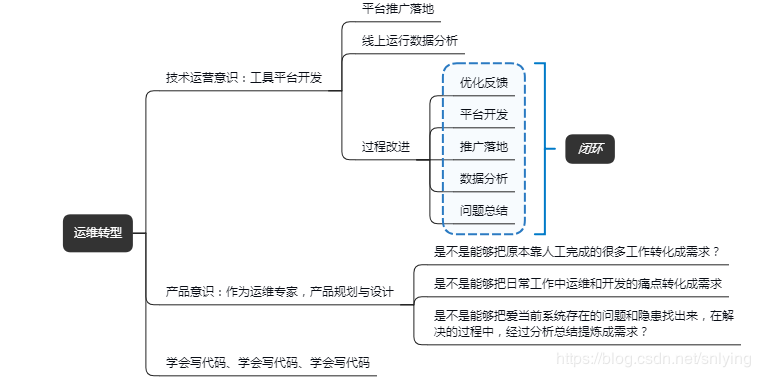 平台推广落地
线上运行数据分析
技术运营意识：工具平台开发
优化反馈
平台开发
过程改进
推广落地
闭环
数据分析
问题总结
运维转型
是不是能够把原本靠人工完成的很多工作转化成需求？
产品意识：作为运维专家，产品规划与设计
是不是能够把日常工作中运维和开发的痛点转化成需求
是不是能够把爱当前系统存在的问题和隐患找出来，在解
决的过程中，经过分析总结提炼成需求？
学会写代码、学会写代码、学会写代码
https://blog.csdn.net/snlying